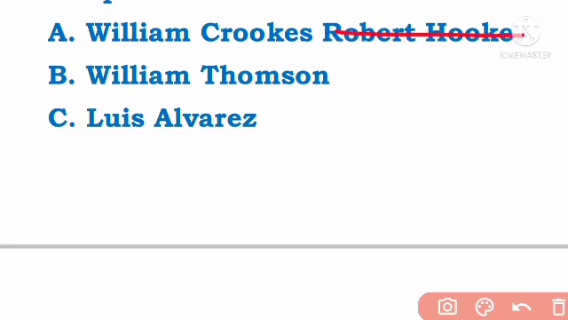 A. William Crookes Robert Hooke
B. William Thomson
C. Luis Alvarez
KINEMASTER